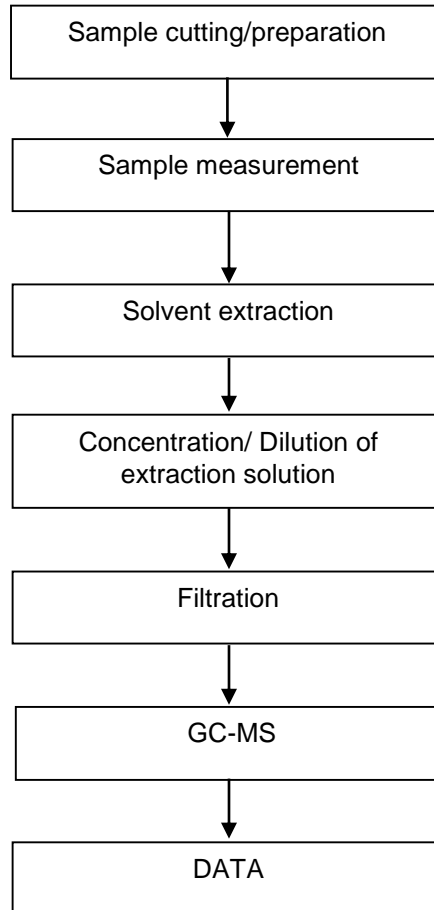 Sample cutting/preparation
Sample measurement
Solvent extraction
Concentration/ Dilution of
extraction solution
Filtration
GC-MS
DATA